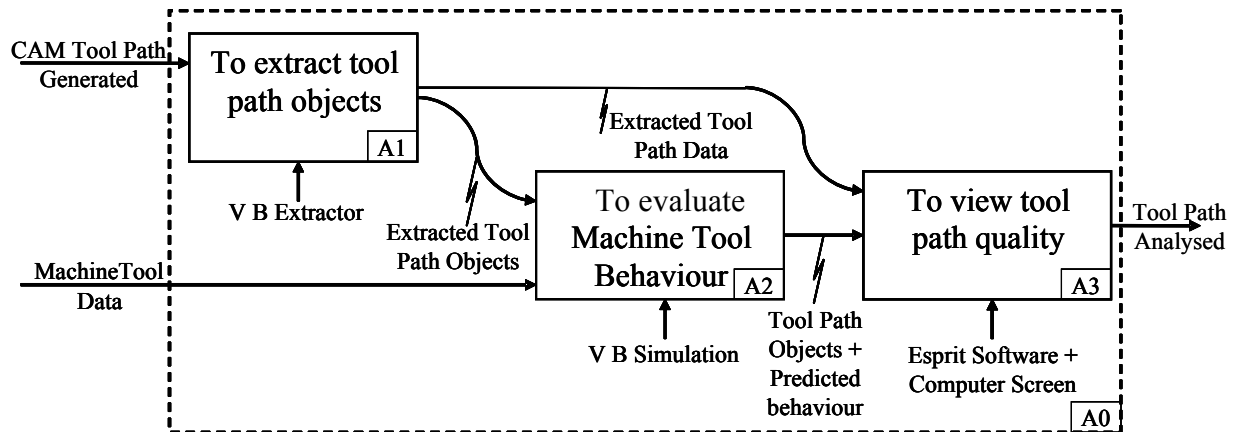 CAM Tool Path
Generated
To extract tool
path objects
A1
V B Extractor
Extracted Tool
Path Data
Extracted Tool
Path Objects
MachineTool
Data
To evaluate
Machine Tool
Behaviour
A2
V B Simulation
Tool Path
Objects +
Predicted
behaviour
To view tool
path quality
A3
Esprit Software +
Computer Screen
Tool Path
Analysed
A0